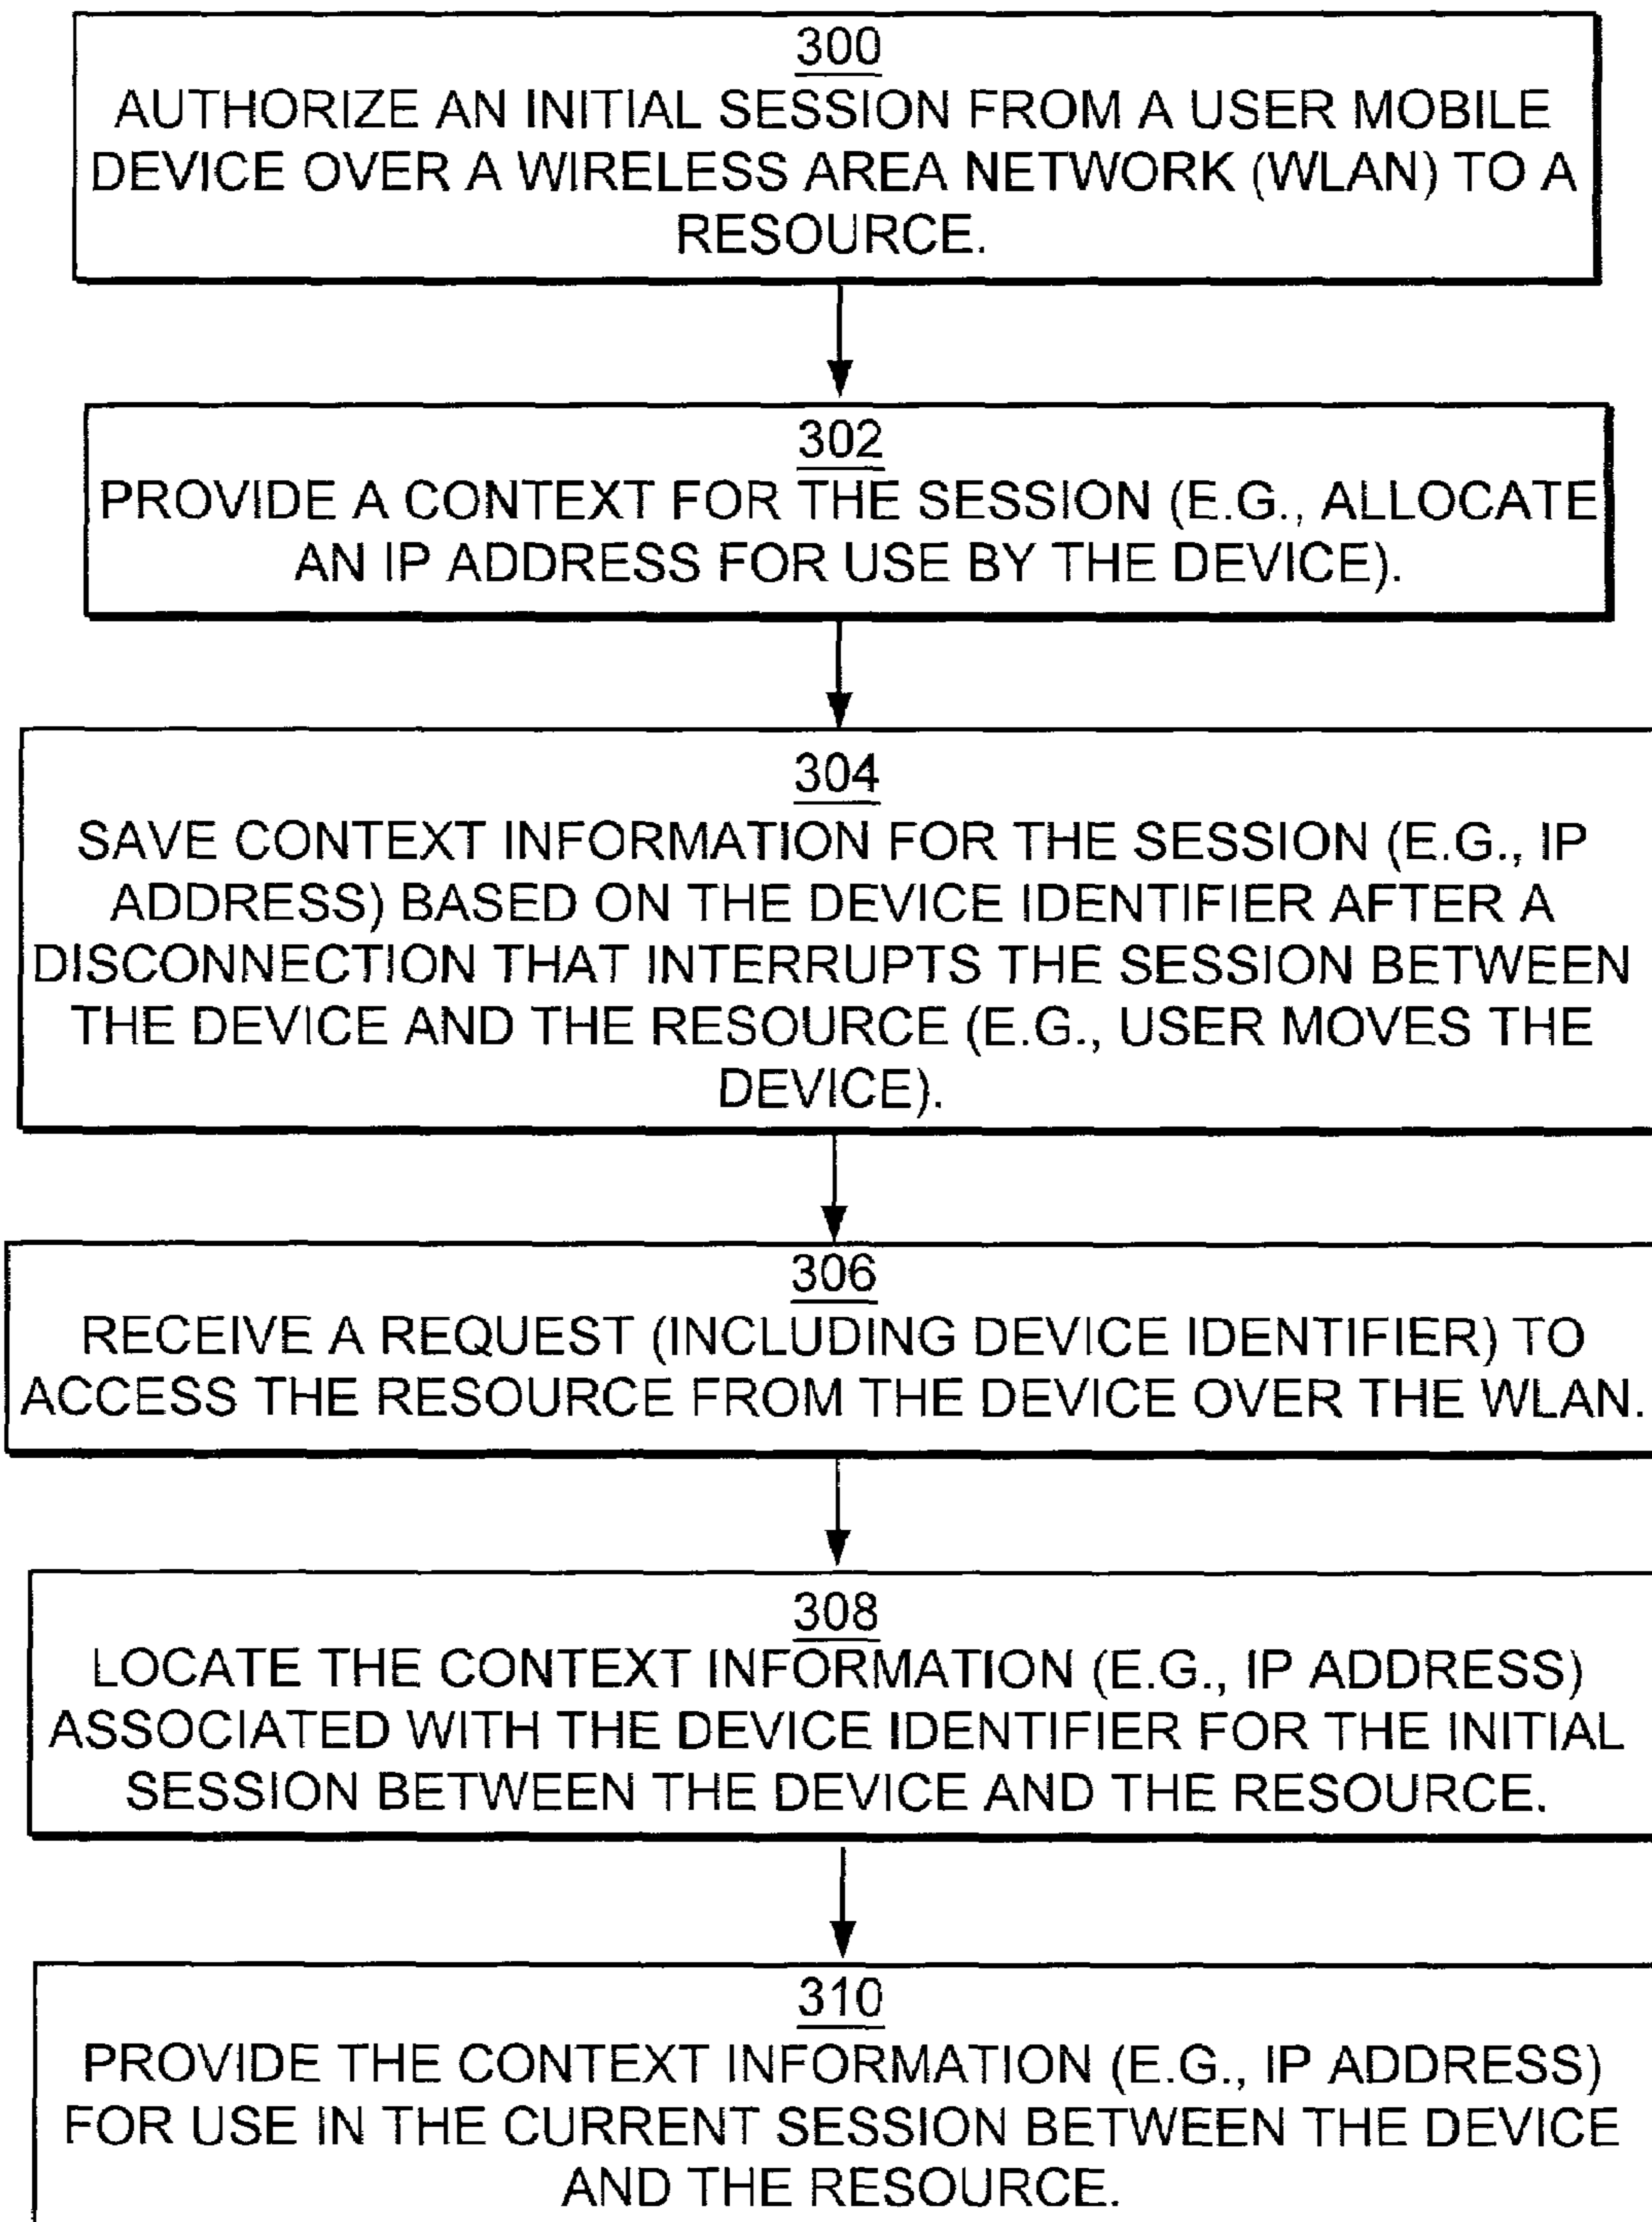 300
AUTHORIZE AN INITIAL SESSION FROM A USER MOBILE
DEVICE OVER A WIRELESS AREA NETWORK (WLAN) TO A
RESOURCE.
302
PROVIDE A CONTEXT FOR THE SESSION (E.G., ALLOCATE
AN IP ADDRESS FOR USE BY THE DEVICE).
304
SAVE CONTEXT INFORMATION FOR THE SESSION (E.G., IP
ADDRESS) BASED ON THE DEVICE IDENTIFIER AFTER A
DISCONNECTION THAT INTERRUPTS THE SESSION BETWEEN
THE DEVICE AND THE RESOURCE (E.G., USER MOVES THE
DEVICE).
306
RECEIVE A REQUEST (INCLUDING DEVICE IDENTIFIER) TO
ACCESS THE RESOURCE FROM THE DEVICE OVER THE WLAN.
308
LOCATE THE CONTEXT INFORMATION (E.G., IP ADDRESS)
ASSOCIATED WITH THE DEVICE IDENTIFIER FOR THE INITIAL
SESSION BETWEEN THE DEVICE AND THE RESOURCE.
310
PROVIDE THE CONTEXT INFORMATION (E.G., IP ADDRESS)
FOR USE IN THE CURRENT SESSION BETWEEN THE DEVICE
AND THE RESOURCE.